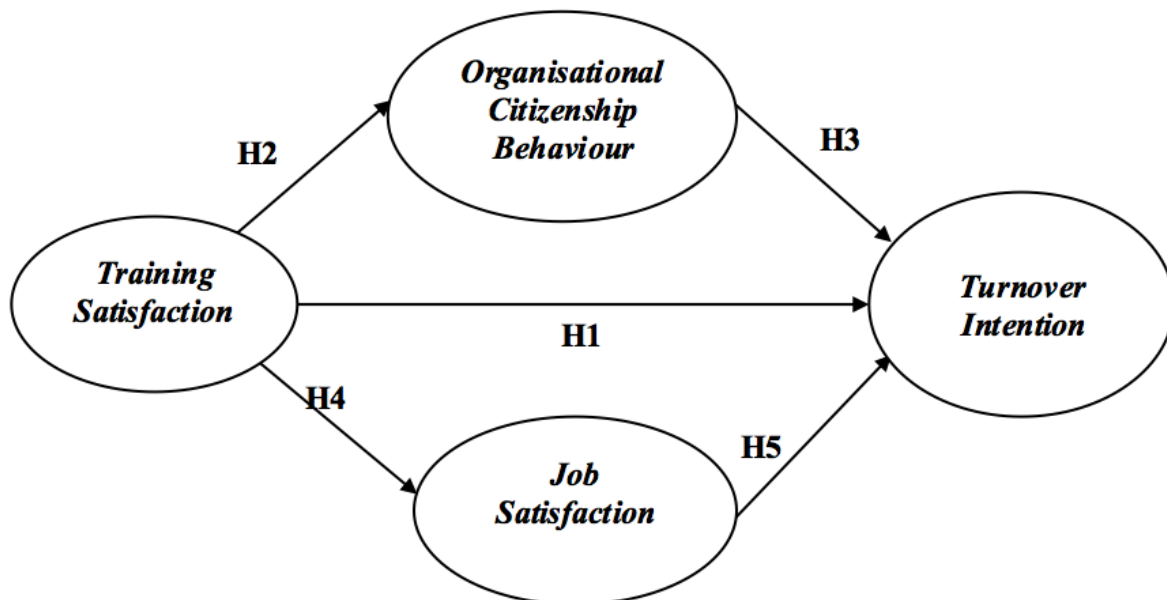 Organisational
Citizenship
Behaviour
H2
H3
Training
Satisfaction
Turnover
Intention
H1
H4
H5
Job
Satisfaction